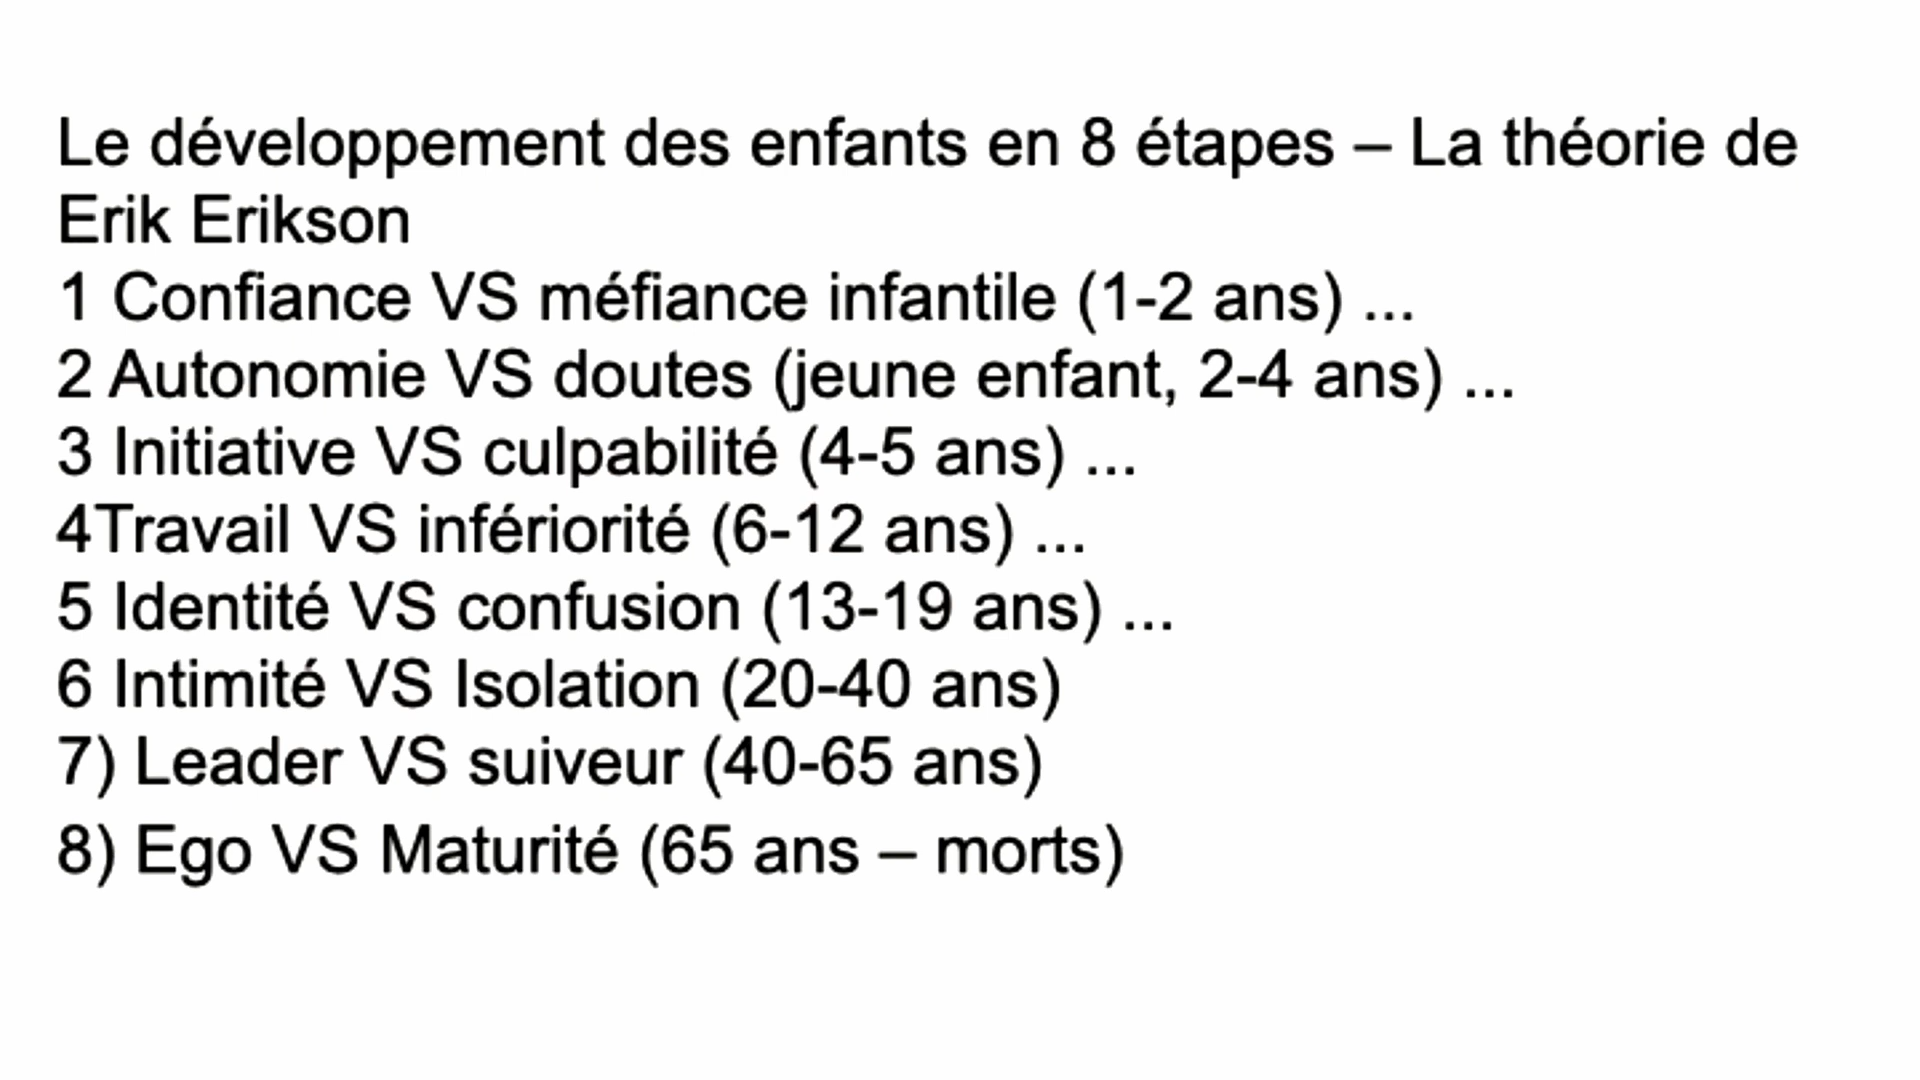 Le développement des enfants en 8 étapes – La théorie de
Erik Erikson
1 Confiance VS méfiance infantile (1-2 ans) ...
2 Autonomie VS doutes (jeune enfant, 2-4 ans) ...
3 Initiative VS culpabilité (4-5 ans) ...
4Travail VS infériorité (6-12 ans) ...
5 Identité VS confusion (13-19 ans) ...
6 Intimité VS Isolation (20-40 ans)
7) Leader VS suiveur (40-65 ans)
8) Ego VS Maturité (65 ans – morts)